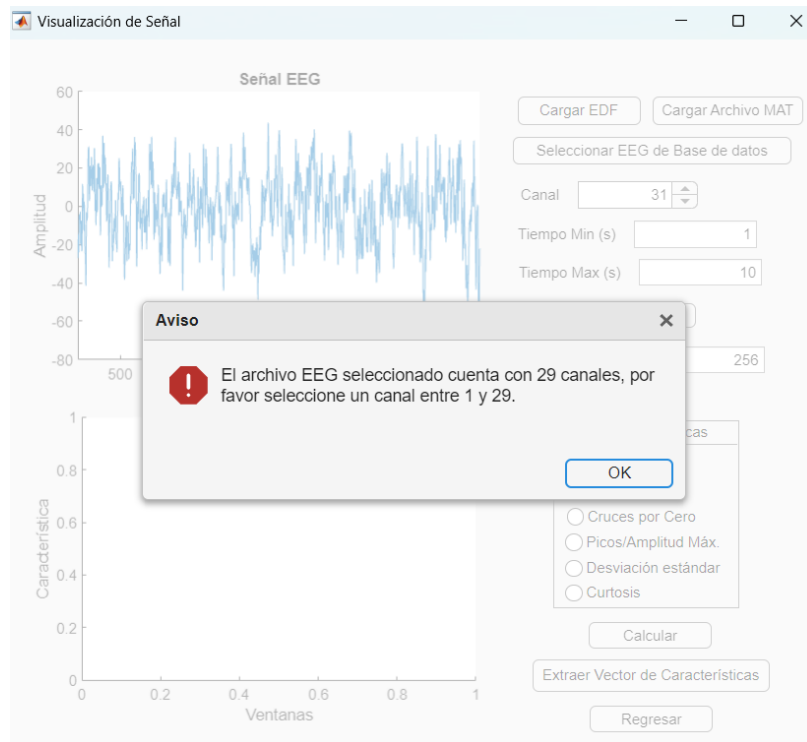 Visualización de Señal
Señal EEG
60
40
20
0
-20
-40
-60
-80
Amplitud
500
Cargar EDF
Cargar Archivo MAT
Seleccionar EEG de Base de datos
Canal 31
Tiempo Min (s) 1
Tiempo Max (s) 10
256
Aviso
El archivo EEG seleccionado cuenta con 29 canales, por
favor seleccione un canal entre 1 y 29.
OK
1
0.8
0.6
0.4
0.2
0
Característica
0 0.2 0.4 0.6 0.8 1
Ventanas
Cruces por Cero
Picos/Amplitud Máx.
Desviación estándar
Curtosis
Calcular
Extraer Vector de Características
Regresar